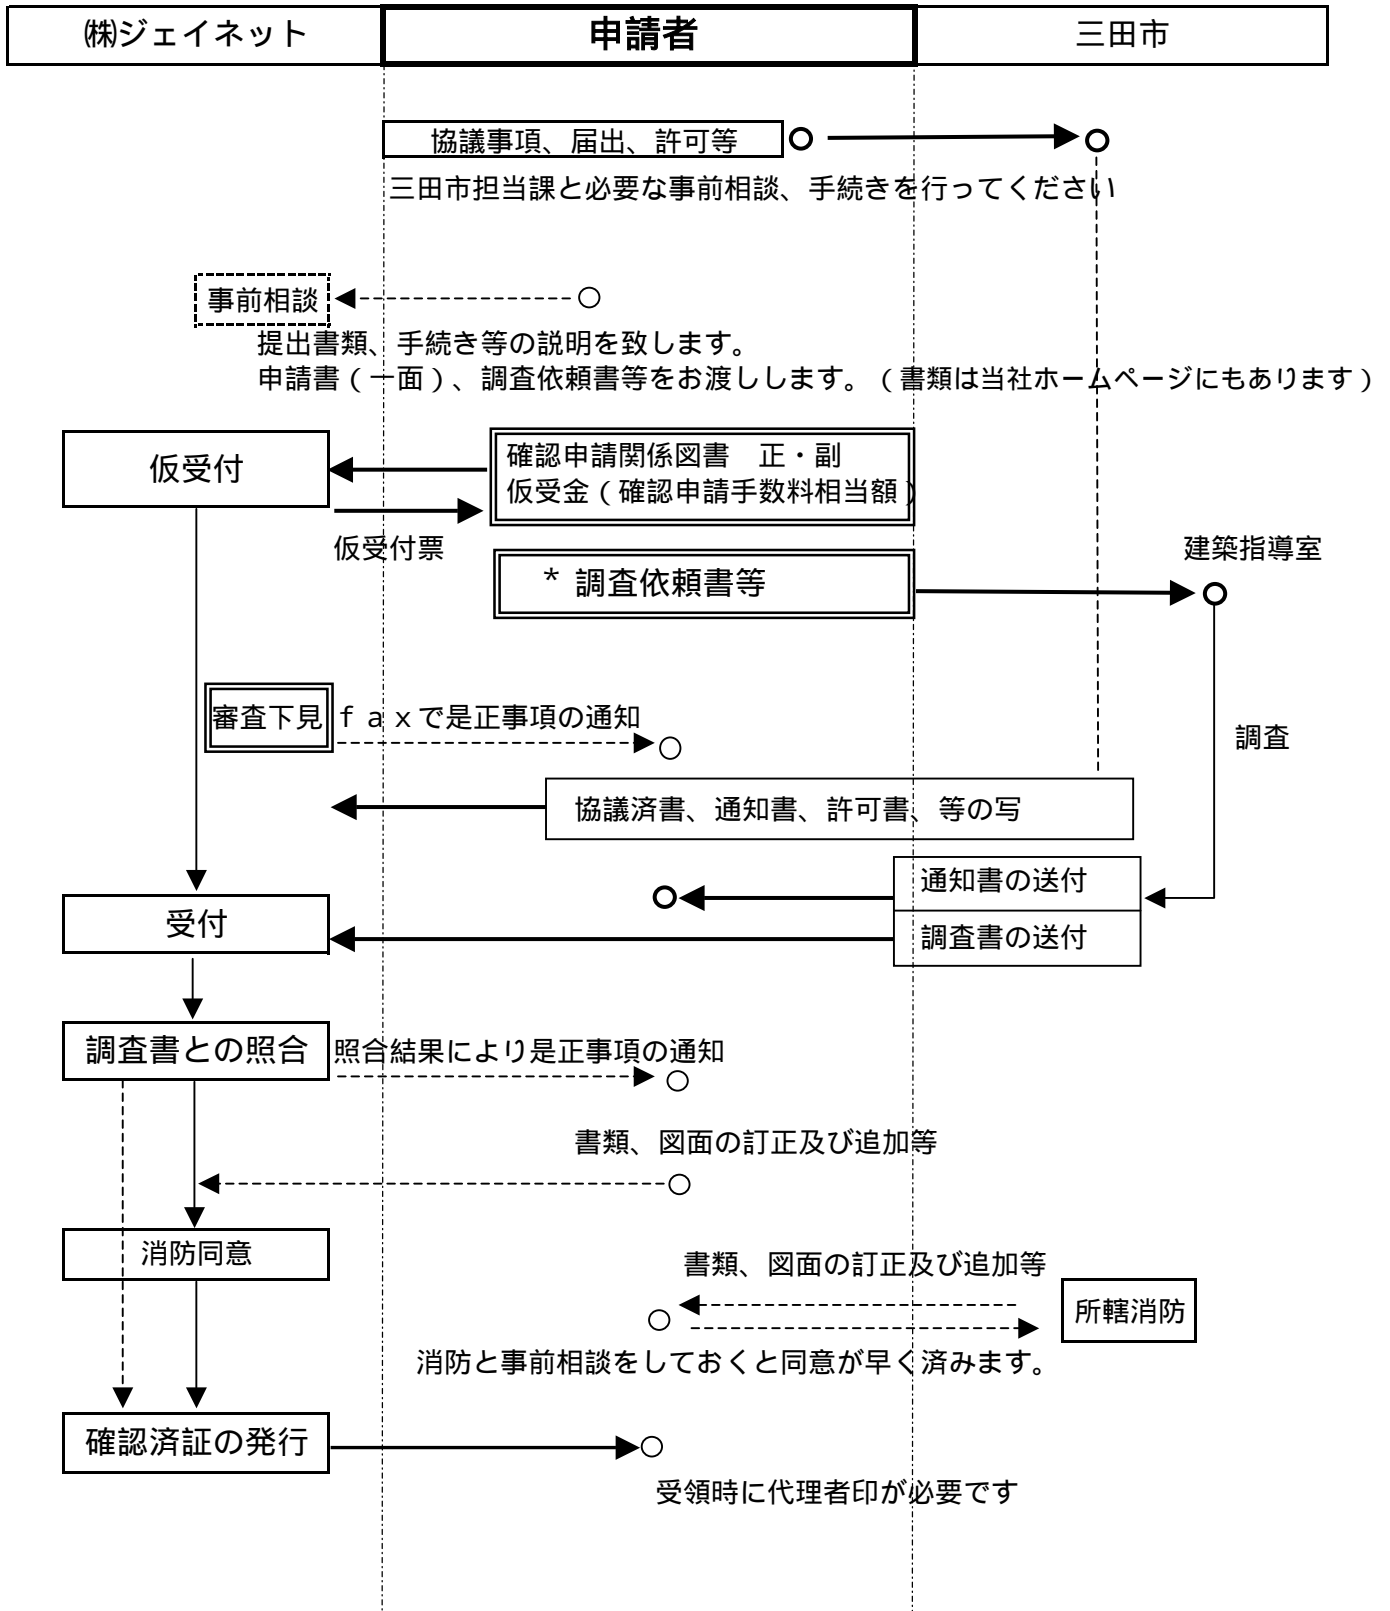 ㈱ジェイネット
申請者
三田市
協議事項、届出、許可等
三田市担当課と必要な事前相談、手続きを行ってください
事前相談
提出書類、手続き等の説明を致します。
申請書（一面）、調査依頼書等をお渡しします。（書類は当社ホームページにもあります）
仮受付
確認申請関係図書　正・副
仮受金（確認申請手数料相当額）
仮受付票
建築指導室
* 調査依頼書等
審査下見
ｆａｘで是正事項の通知
調査
協議済書、通知書、許可書、等の写
通知書の送付
受付
調査書の送付
調査書との照合
照合結果により是正事項の通知
書類、図面の訂正及び追加等
消防同意
書類、図面の訂正及び追加等
所轄消防
消防と事前相談をしておくと同意が早く済みます。
確認済証の発行
受領時に代理者印が必要です